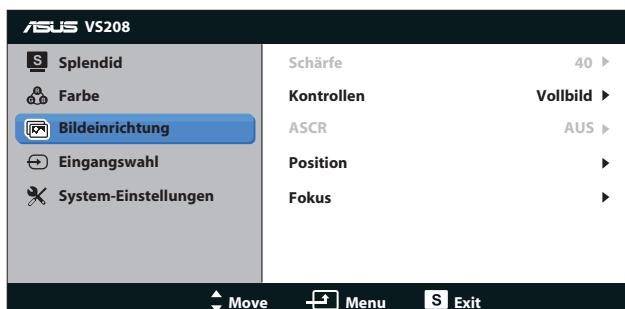 ASUS VS208
S Splendid
Farbe
Bildeinrichtung
Eingangswahl
System-Einstellungen
Schärfe 40
Kontrollen Vollbild
ASCR AUS
Position
Fokus
Move Menu S Exit